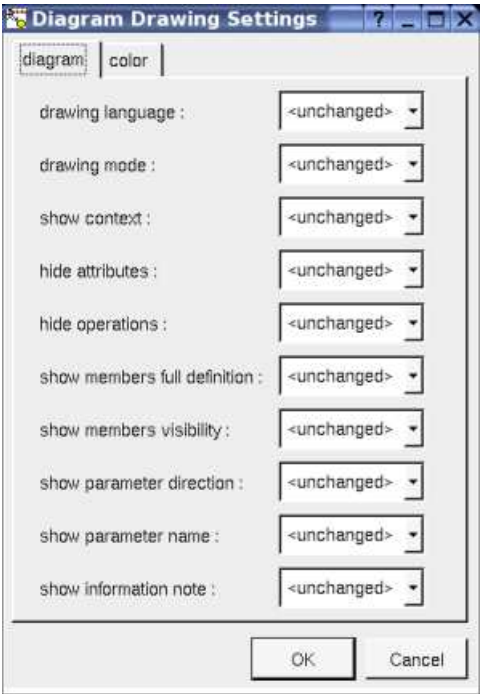 Diagram Drawing Settings ?
diagram color
drawing language : <unchanged>
drawing mode : <unchanged>
show context : <unchanged>
hide attributes : <unchanged>
hide operations : <unchanged>
show members full definition : <unchanged>
show members visibility : <unchanged>
show parameter direction : <unchanged>
show parameter name : <unchanged>
show information note : <unchanged>
OK Cancel